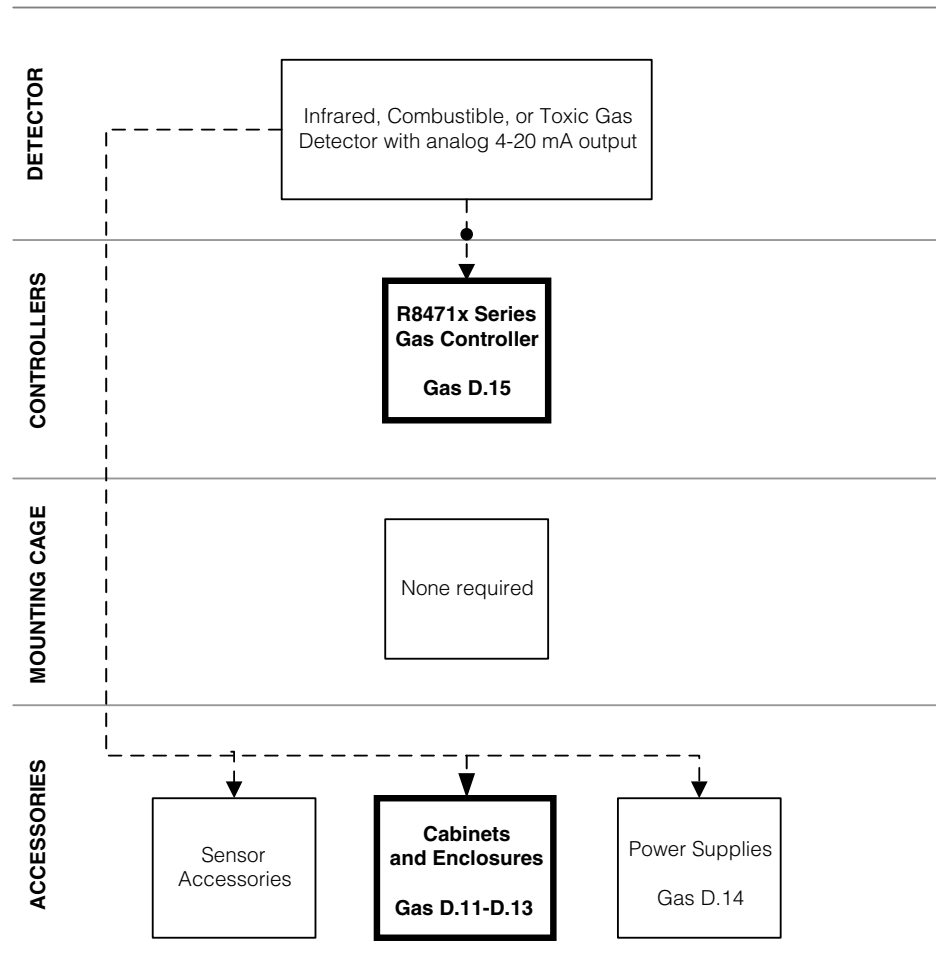 DETECTOR
Infrared, Combustible, or Toxic Gas
Detector with analog 4-20 mA output
CONTROLLERS
R8471x Series
Gas Controller
Gas D.15
MOUNTING CAGE
None required
ACCESSORIES
Sensor
Accessories
Cabinets
and Enclosures
Gas D.11-D.13
Power Supplies
Gas D.14